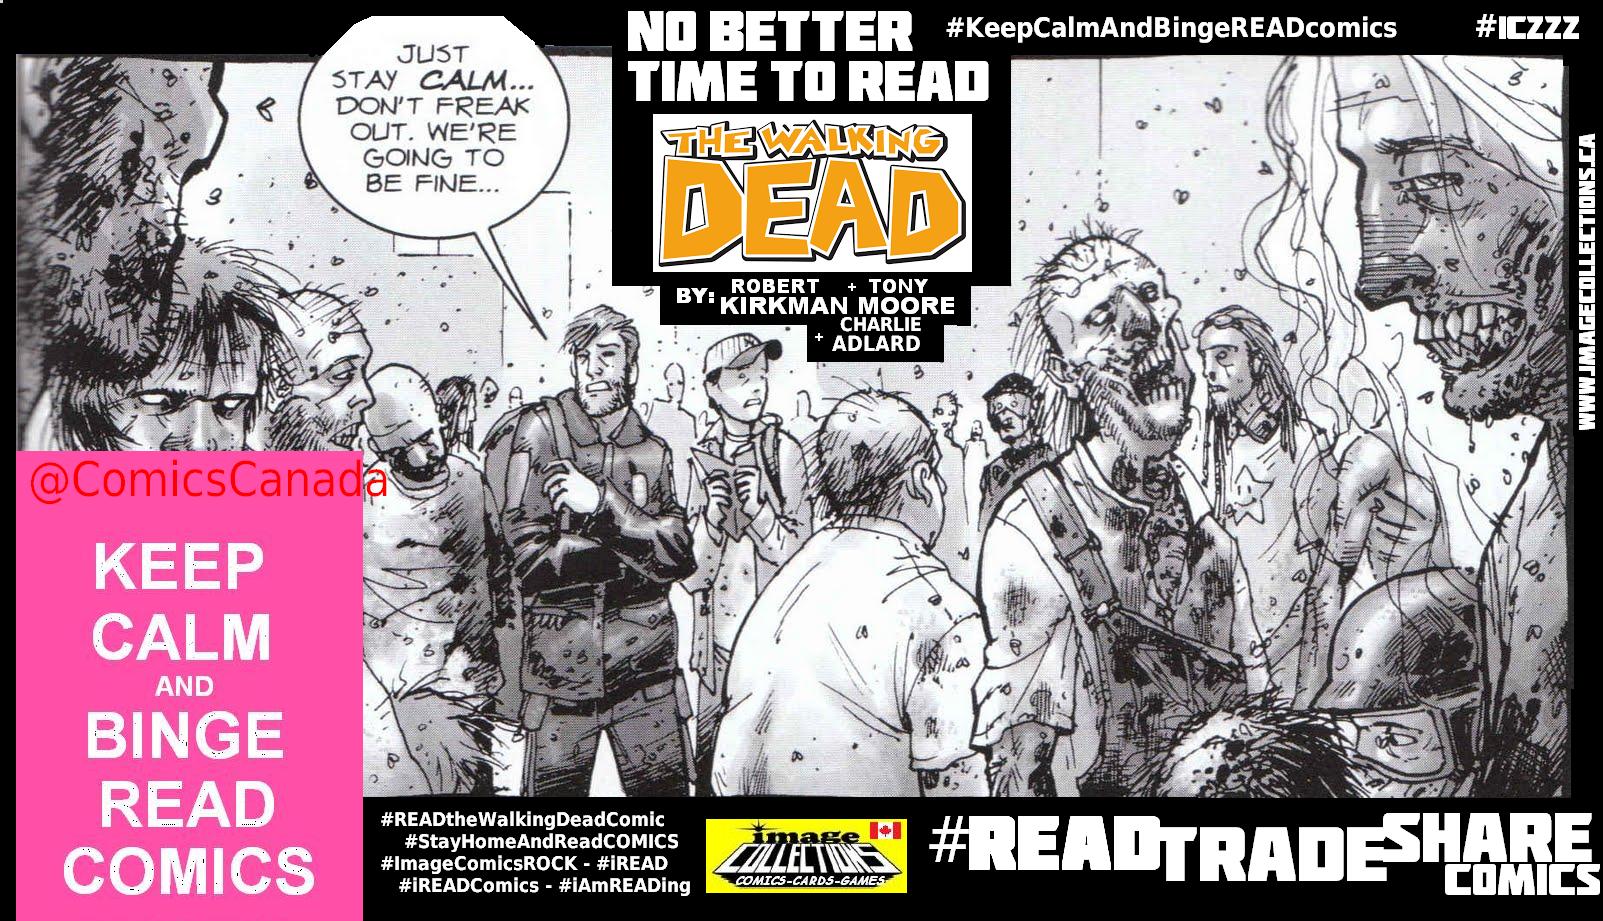 JUST
STAY CALM...
DON'T FREAK
OUT. WE'RE
GOING TO
BE FINE...
NO BETTER
TIME TO READ
#KeepCalmAndBingeREADcomics
#ICZZZ
THE WALKING
DEAD
BY: ROBERT KIRKMAN + TONY MOORE
+ CHARLIE ADLARD
WWW.IMAGECOLLECTIONS.CA
@ComicsCanada
KEEP
CALM
AND
BINGE
READ
COMICS
#READtheWalkingDeadComic
#StayHomeAndReadCOMICS
#ImageComicsROCK - #iREAD
#iREADComics - #iAmREADing
image
COLLECTIONS
COMICS-CARDS-GAMES
#READTRADESHARE
COMICS